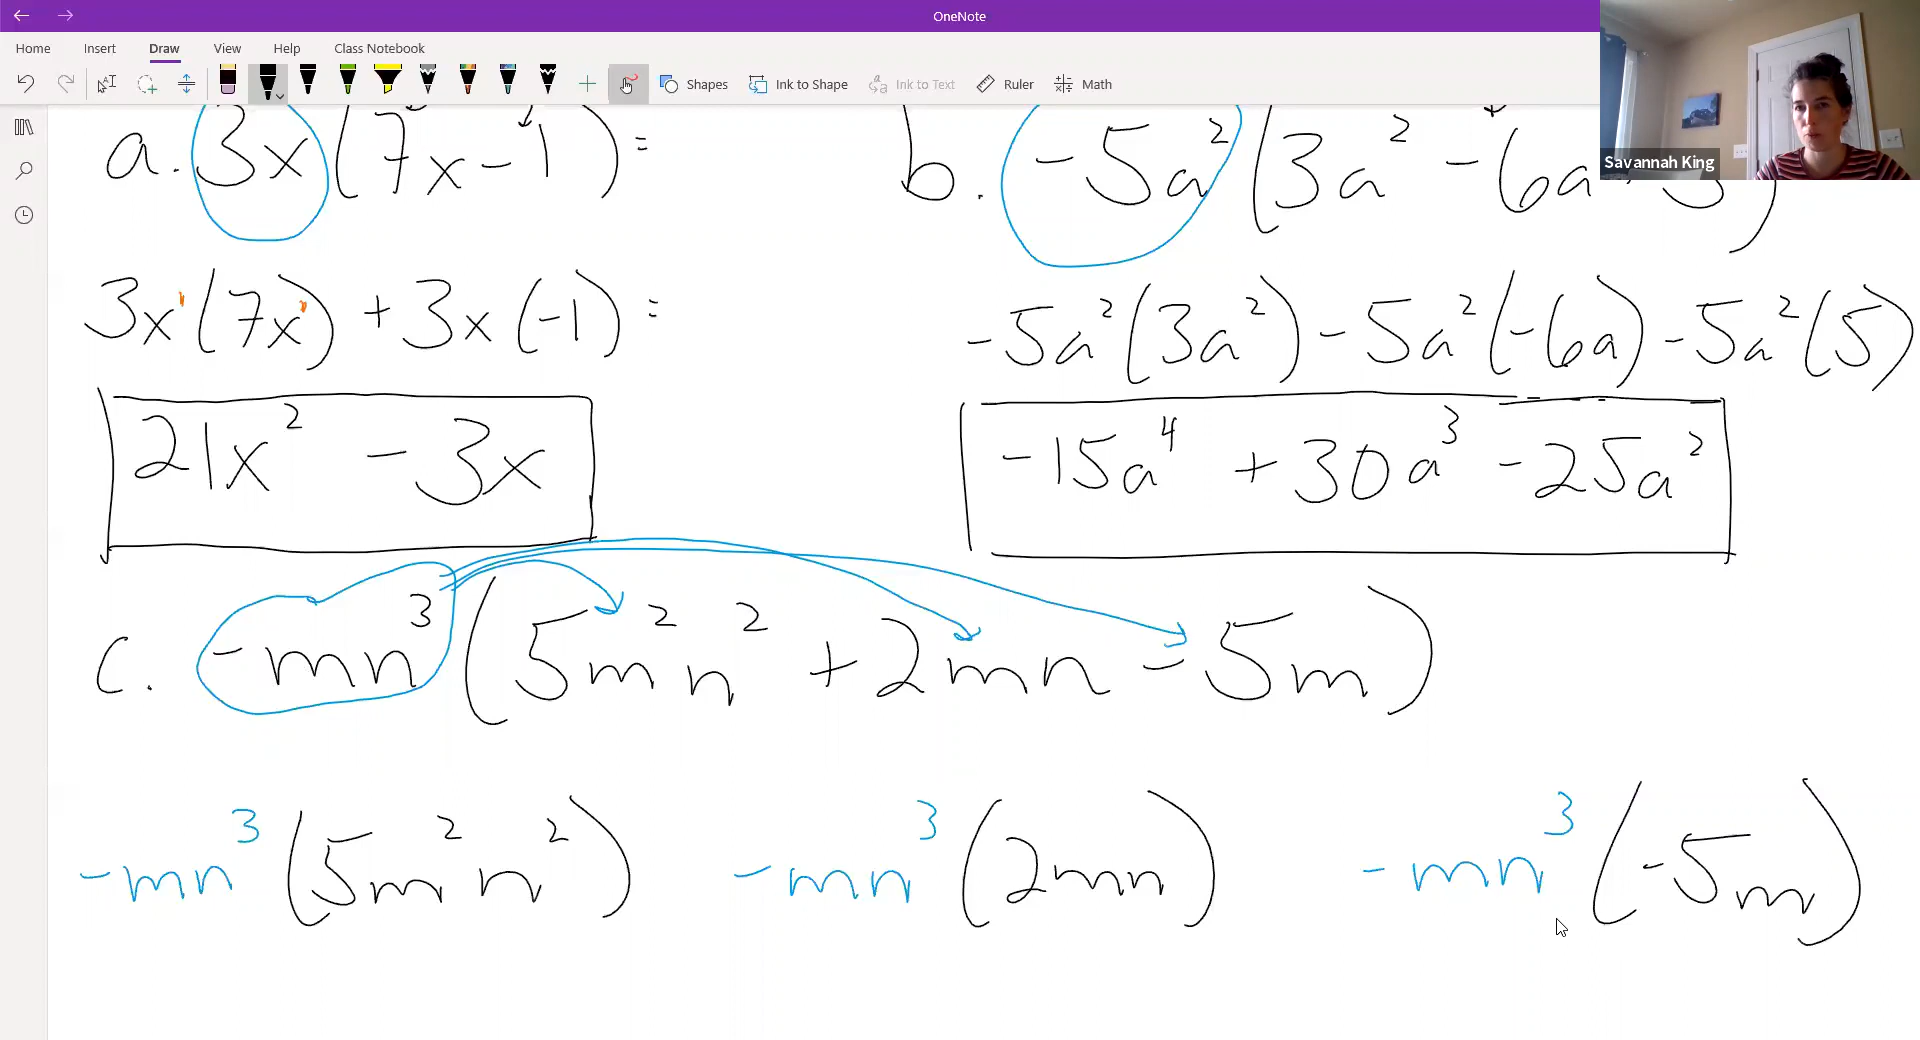 OneNote
Home Insert Draw View Help Class Notebook
Shapes Ink to Shape Ink to Text Ruler Math
Savannah King
a. 3x(7x-1) =
b. -5a²(3a² -6a
3x'(7x') + 3x(-1) =
-5a²(3a²) -5a²(-6a) -5a²(5)
21x² - 3x
-15a⁴ + 30a³ -25a²
c. -mn³(5m²n² + 2mn - 5m)
-mn³(5m²n²) -mn³(2mn) -mn³(-5m)